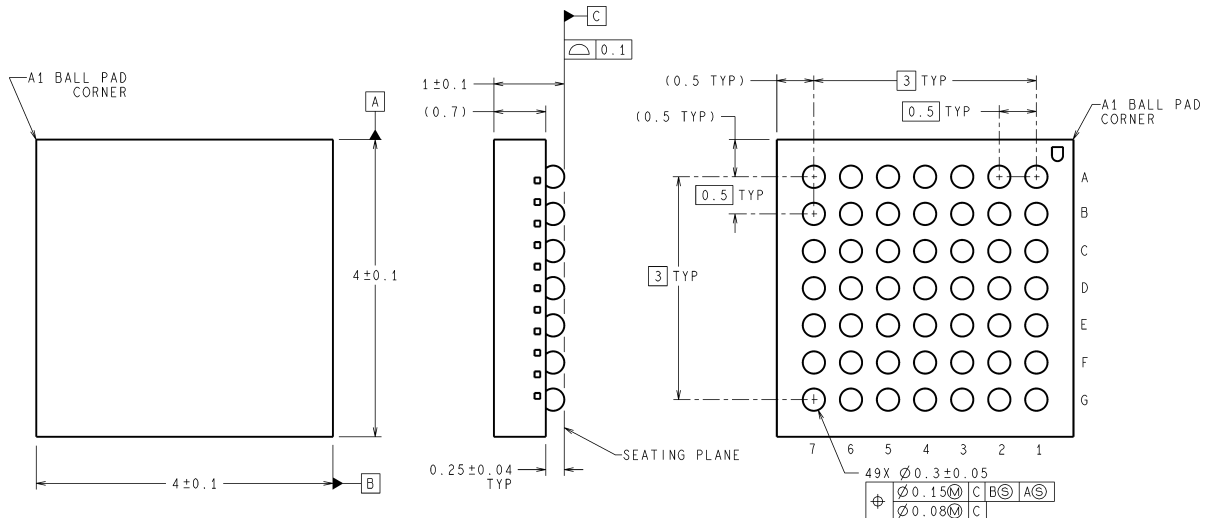 A1 BALL PAD
CORNER
A
4±0.1
4±0.1
B
C
⌓ 0.1
1±0.1
(0.7)
0.25±0.04
TYP
SEATING PLANE
(0.5 TYP)
3 TYP
0.5 TYP
A1 BALL PAD
CORNER
(0.5 TYP)
0.5 TYP
3 TYP
A
B
C
D
E
F
G
7 6 5 4 3 2 1
49X Ø0.3±0.05
⌖ Ø0.15Ⓜ C BⓈ AⓈ
Ø0.08Ⓜ C